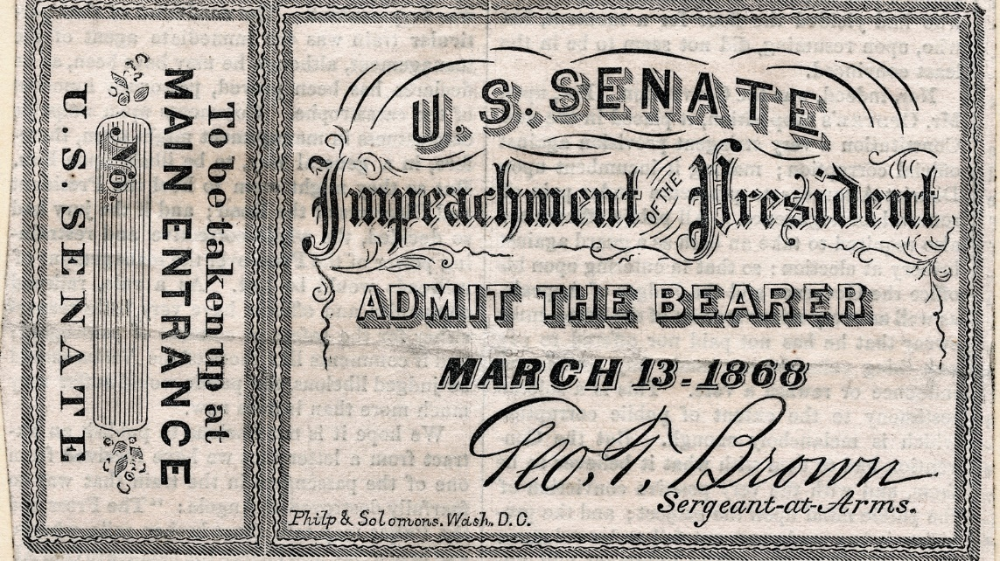 To be taken up at
MAIN ENTRANCE
No
U.S. SENATE
U.S. SENATE
Impeachment OF THE President
ADMIT THE BEARER
MARCH 13-1868
Geo. T. Brown
Sergeant-at-Arms.
Philp & Solomons. Wash. D.C.